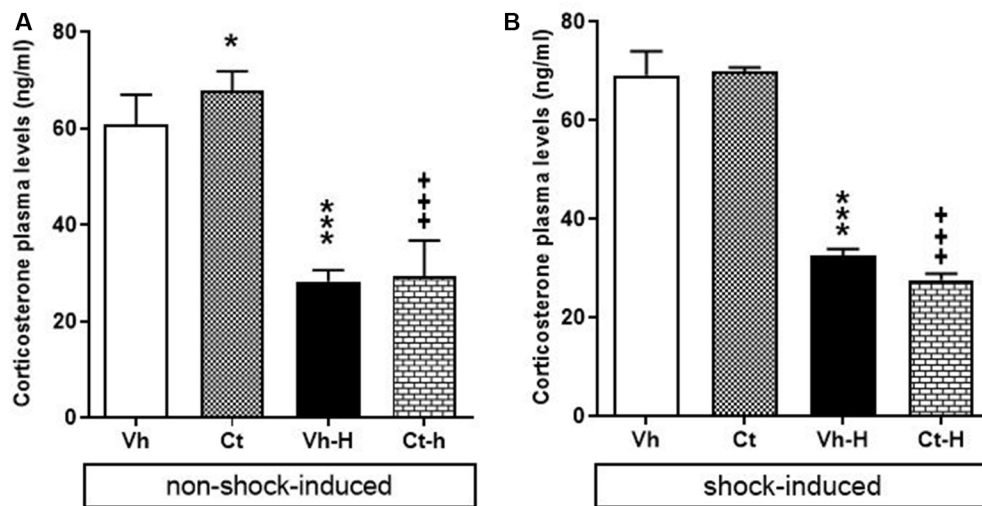 A
Corticosterone plasma levels (ng/ml)
80
60
40
20
0
*
***
+++
Vh
Ct
Vh-H
Ct-h
non-shock-induced
B
Corticosterone plasma levels (ng/ml)
80
60
40
20
0
***
+++
Vh
Ct
Vh-H
Ct-H
shock-induced